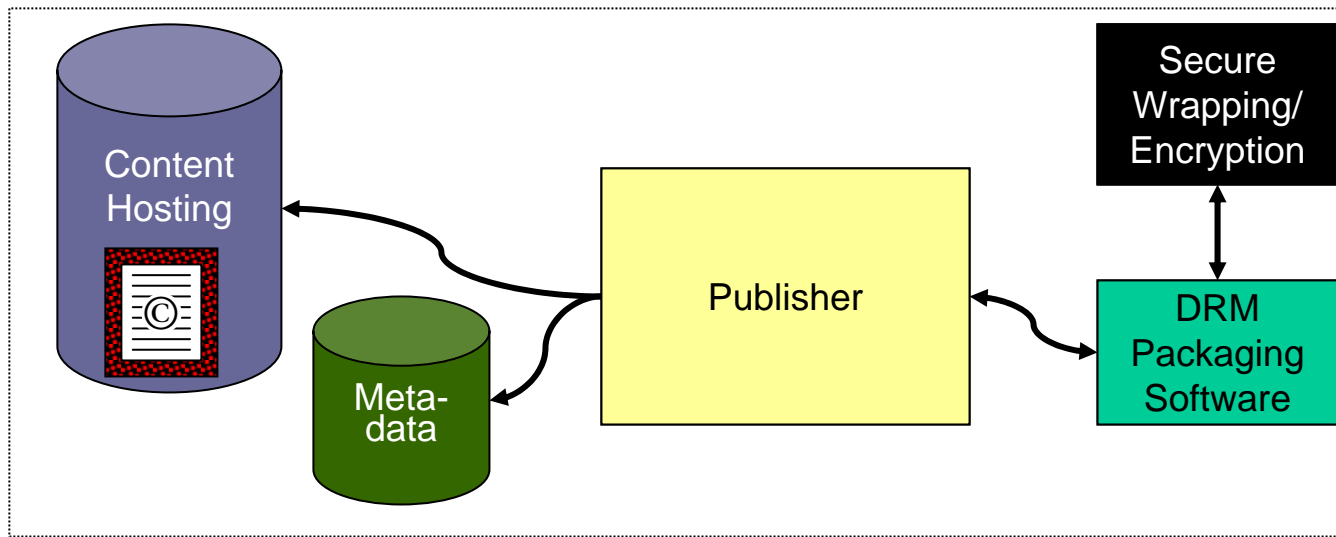 Content
Hosting
©
Meta-
data
Publisher
Secure
Wrapping/
Encryption
DRM
Packaging
Software